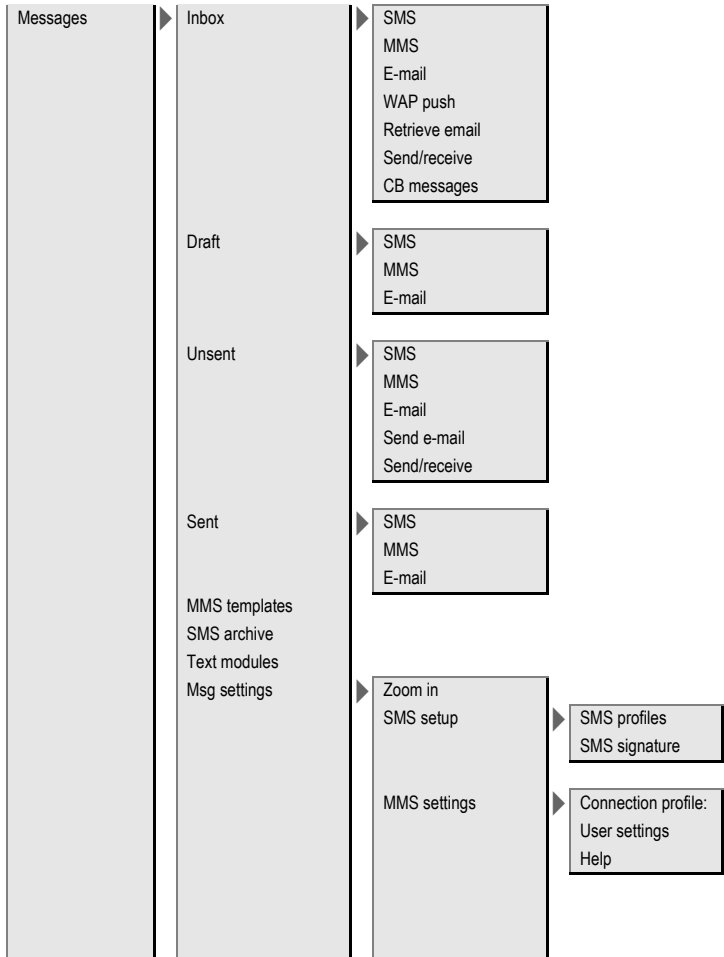 Messages
Inbox
SMS
MMS
E-mail
WAP push
Retrieve email
Send/receive
CB messages
Draft
SMS
MMS
E-mail
Unsent
SMS
MMS
E-mail
Send e-mail
Send/receive
Sent
SMS
MMS
E-mail
MMS templates
SMS archive
Text modules
Msg settings
Zoom in
SMS setup
SMS profiles
SMS signature
MMS settings
Connection profile:
User settings
Help